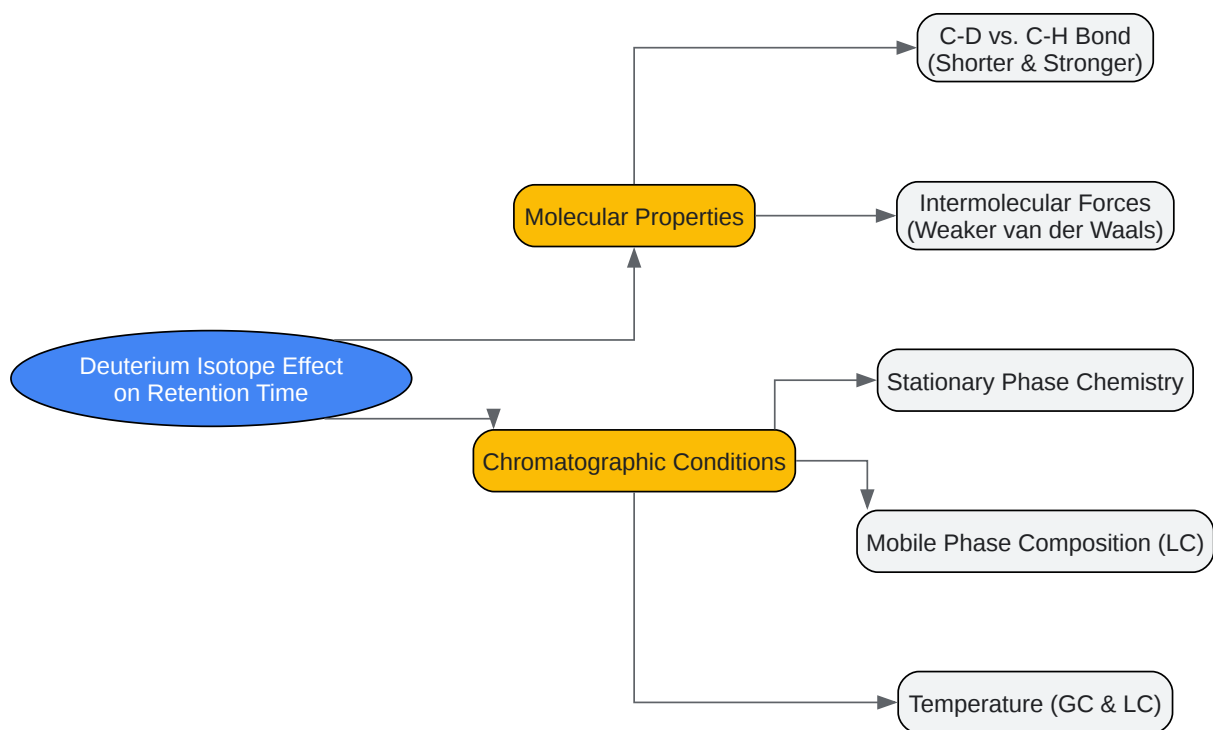 C-D vs. C-H Bond
(Shorter & Stronger)
Molecular Properties
Intermolecular Forces
(Weaker van der Waals)
Deuterium Isotope Effect
on Retention Time
Stationary Phase Chemistry
Chromatographic Conditions
Mobile Phase Composition (LC)
Temperature (GC & LC)